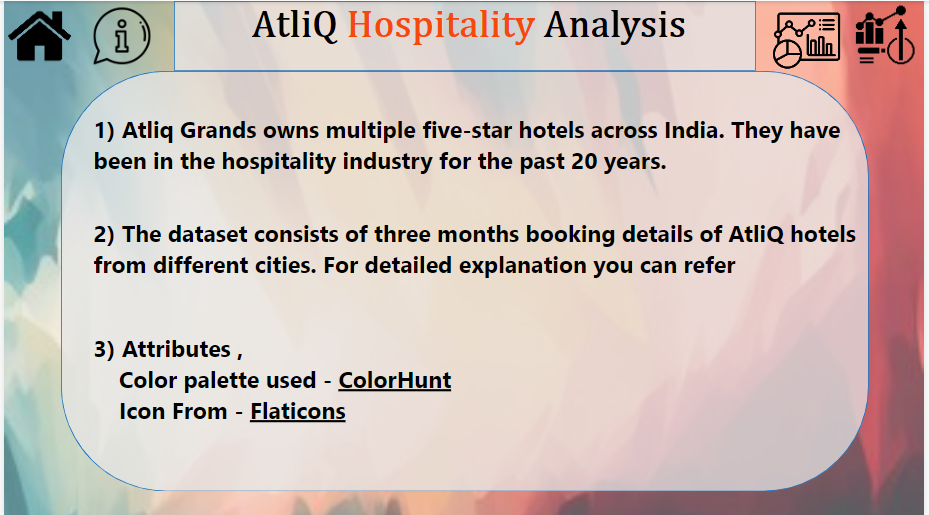 AtliQ Hospitality Analysis
1) Atliq Grands owns multiple five-star hotels across India. They have
been in the hospitality industry for the past 20 years.
2) The dataset consists of three months booking details of AtliQ hotels
from different cities. For detailed explanation you can refer
3) Attributes ,
Color palette used - ColorHunt
Icon From - Flaticons